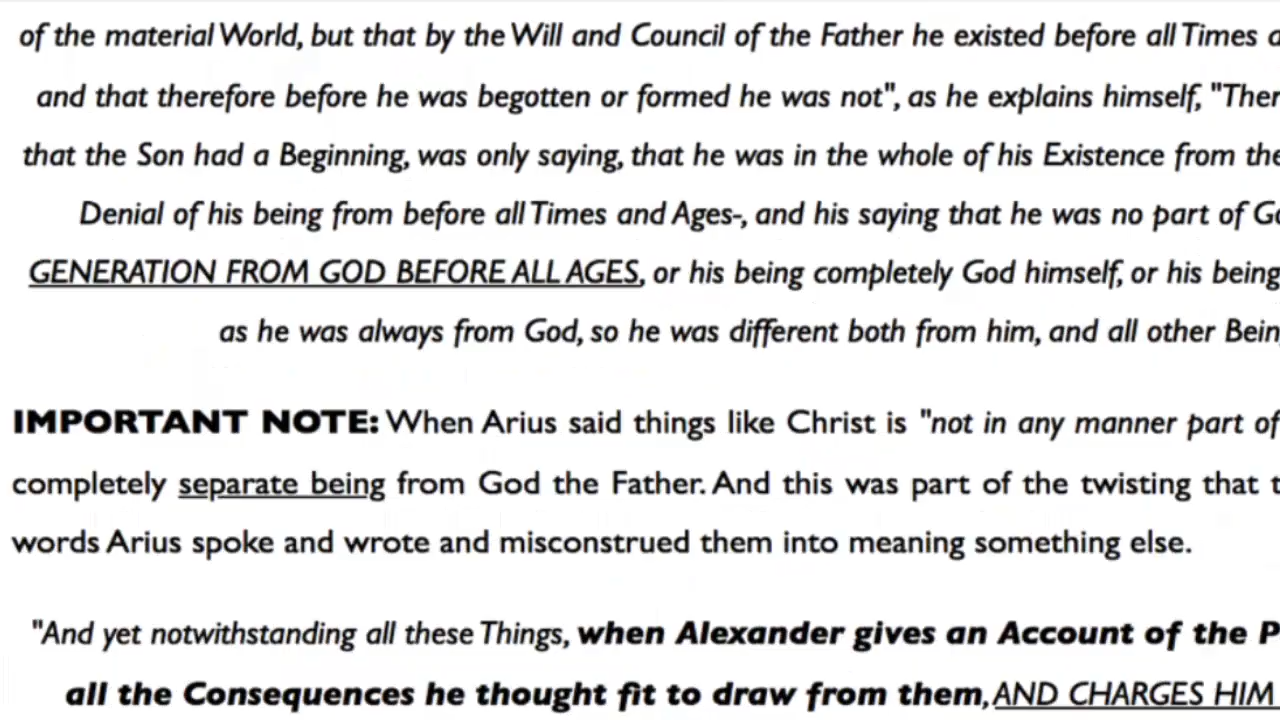 of the material World, but that by the Will and Council of the Father he existed before all Times
and that therefore before he was begotten or formed he was not", as he explains himself,
that the Son had a Beginning, was only saying, that he was in the whole of his Existence from
Denial of his being from before all Times and Ages-, and his saying that he was no part of
GENERATION FROM GOD BEFORE ALL AGES, or his being completely God himself, or his being
as he was always from God, so he was different both from him, and all other
IMPORTANT NOTE: When Arius said things like Christ is "not in any manner part of
completely separate being from God the Father. And this was part of the twisting that
words Arius spoke and wrote and misconstrued them into meaning something else.
"And yet notwithstanding all these Things, when Alexander gives an Account of the
all the Consequences he thought fit to draw from them, AND CHARGES HIM